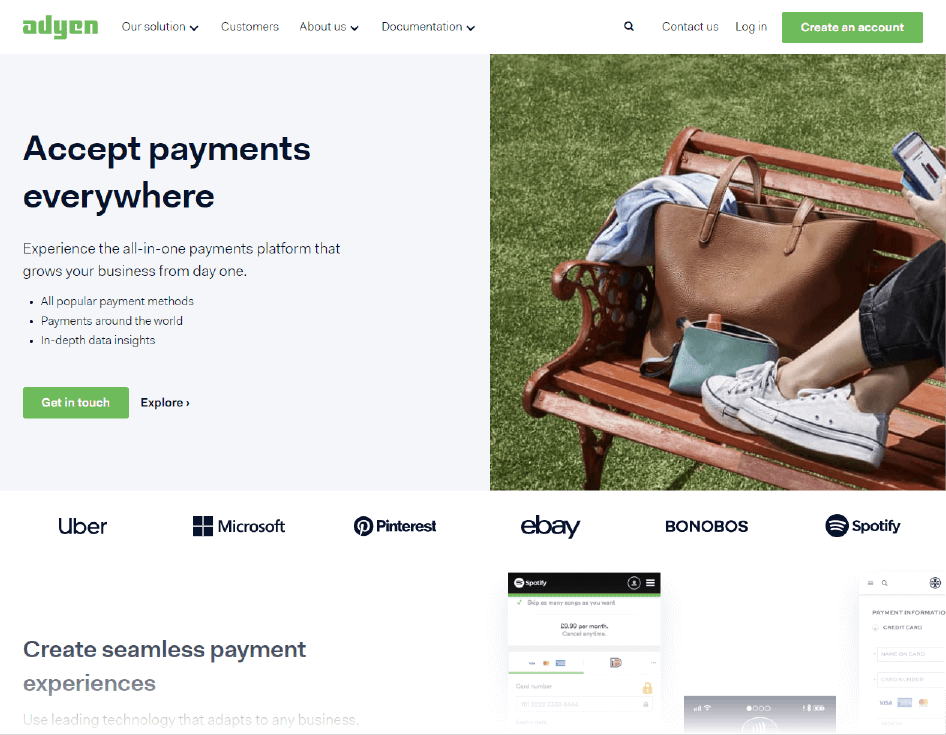 adyen
Our solution
Customers
About us
Documentation
Contact us
Log in
Create an account
Accept payments
everywhere
Experience the all-in-one payments platform that
grows your business from day one.
• All popular payment methods
• Payments around the world
• In-depth data insights
Get in touch
Explore ›
Uber
Microsoft
Pinterest
ebay
BONOBOS
Spotify
Create seamless payment
experiences
Use leading technology that adapts to any business,
Spotify
✓ Skip as many songs as you want
£9.99 per month.
Cancel anytime.
Card number
PAYMENT INFORMATIO
CREDIT CARD
NAME ON CARD
CARD NUMBER
VISA